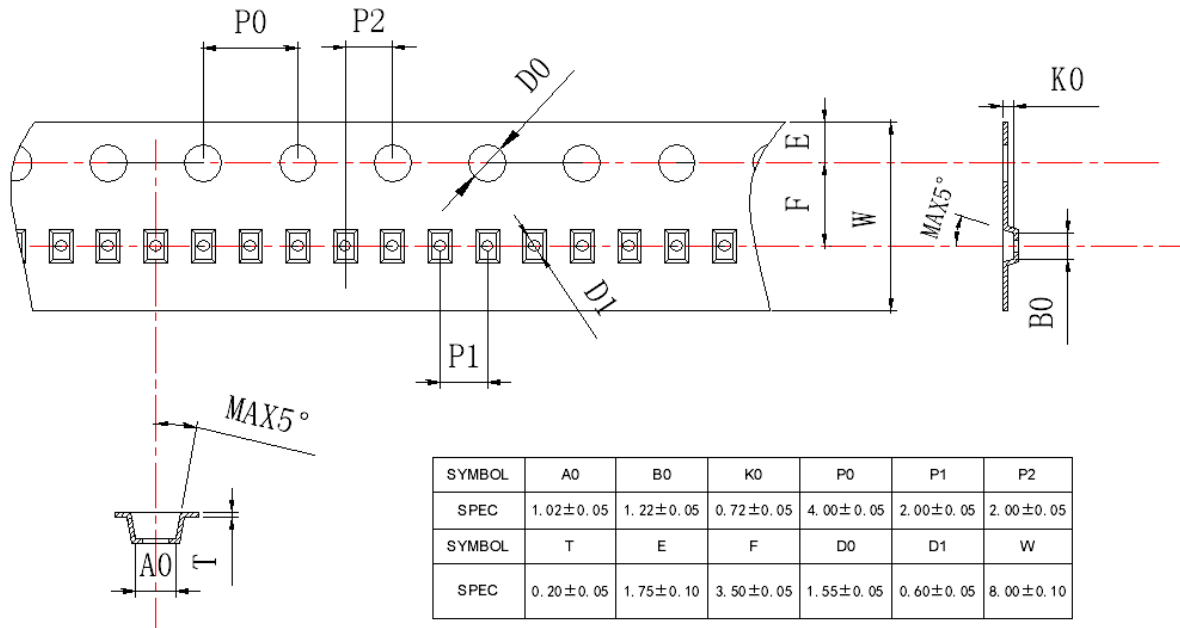 P0
P2
D0
K0
E
F
W
MAX5°
B0
D1
P1
MAX5°
A0
T
SYMBOL A0 B0 K0 P0 P1 P2
SPEC 1.02±0.05 1.22±0.05 0.72±0.05 4.00±0.05 2.00±0.05 2.00±0.05
SYMBOL T E F D0 D1 W
SPEC 0.20±0.05 1.75±0.10 3.50±0.05 1.55±0.05 0.60±0.05 8.00±0.10